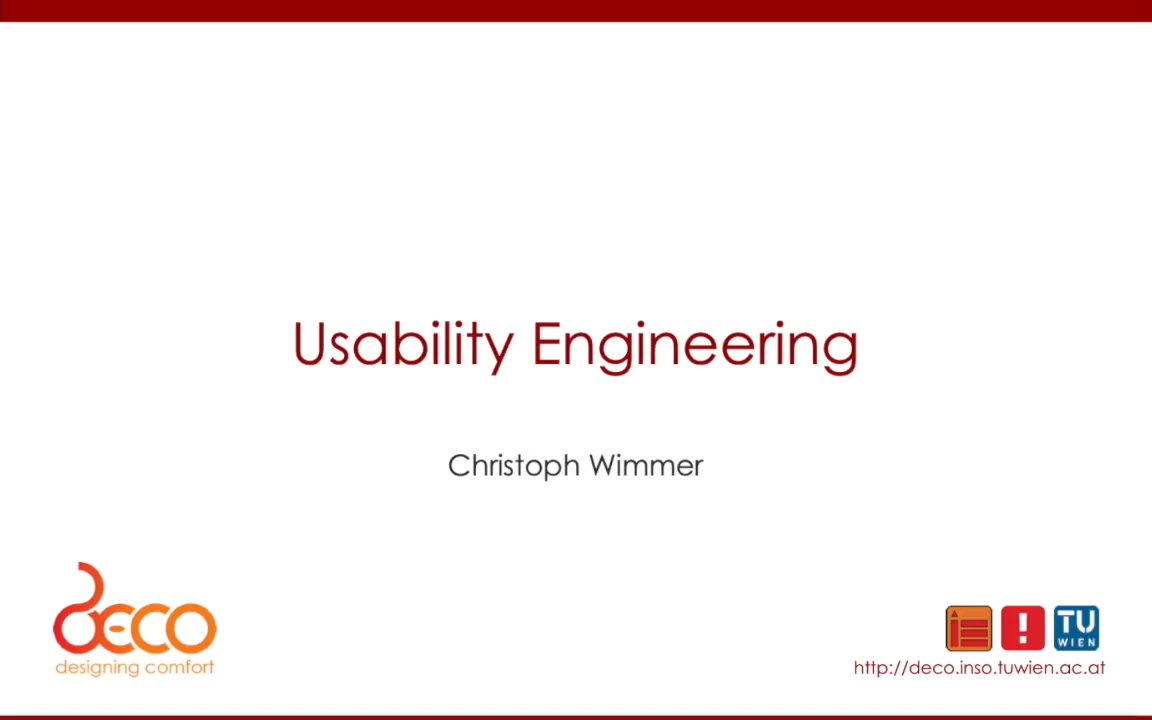 Usability Engineering
Christoph Wimmer
deco
designing comfort
!
TU
WIEN
http://deco.inso.tuwien.ac.at